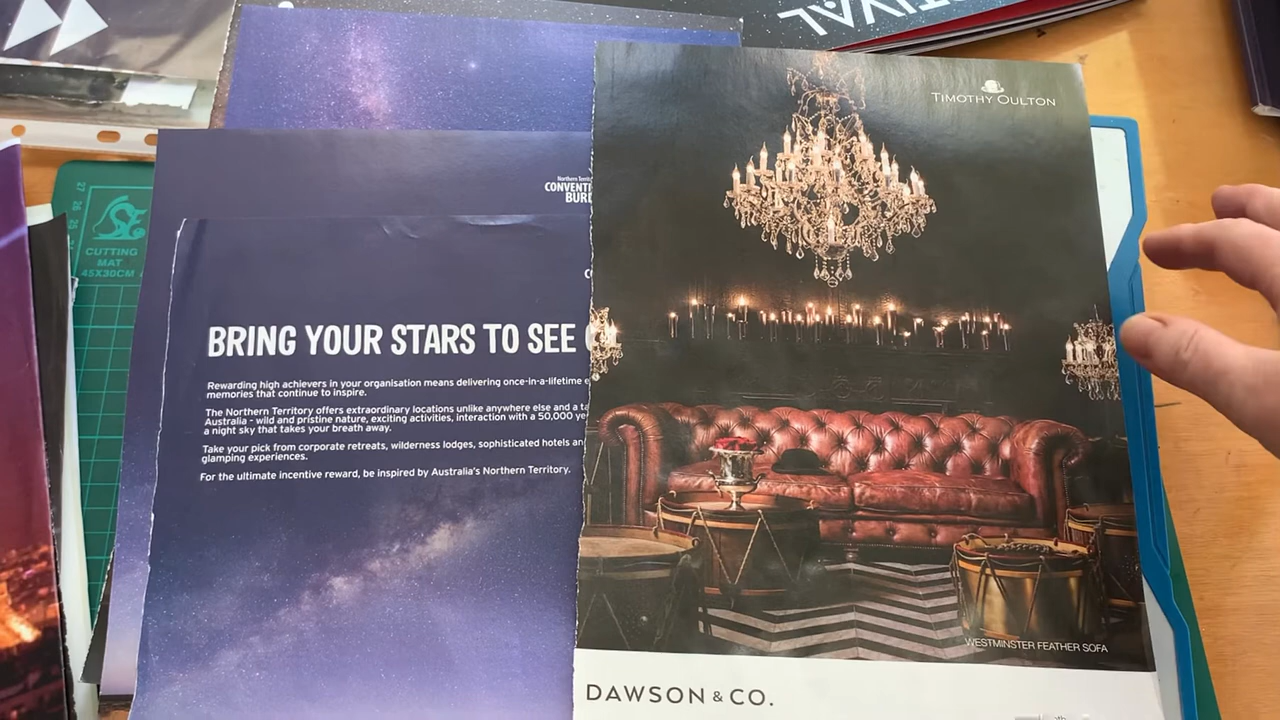 TIVAL
TIMOTHY OULTON
Northern Territory
CONVENTI
BURE
CUTTING
MAT
45X30CM
BRING YOUR STARS TO SEE
Rewarding high achievers in your organisation means delivering once-in-a-lifetime
memories that continue to inspire.
The Northern Territory offers extraordinary locations unlike anywhere else and a
Australia - wild and pristine nature, exciting activities, interaction with a 50,000
a night sky that takes your breath away.
Take your pick from corporate retreats, wilderness lodges, sophisticated hotels an
glamping experiences.
For the ultimate incentive reward, be inspired by Australia's Northern Territory.
WESTMINSTER FEATHER SOFA
DAWSON & CO.